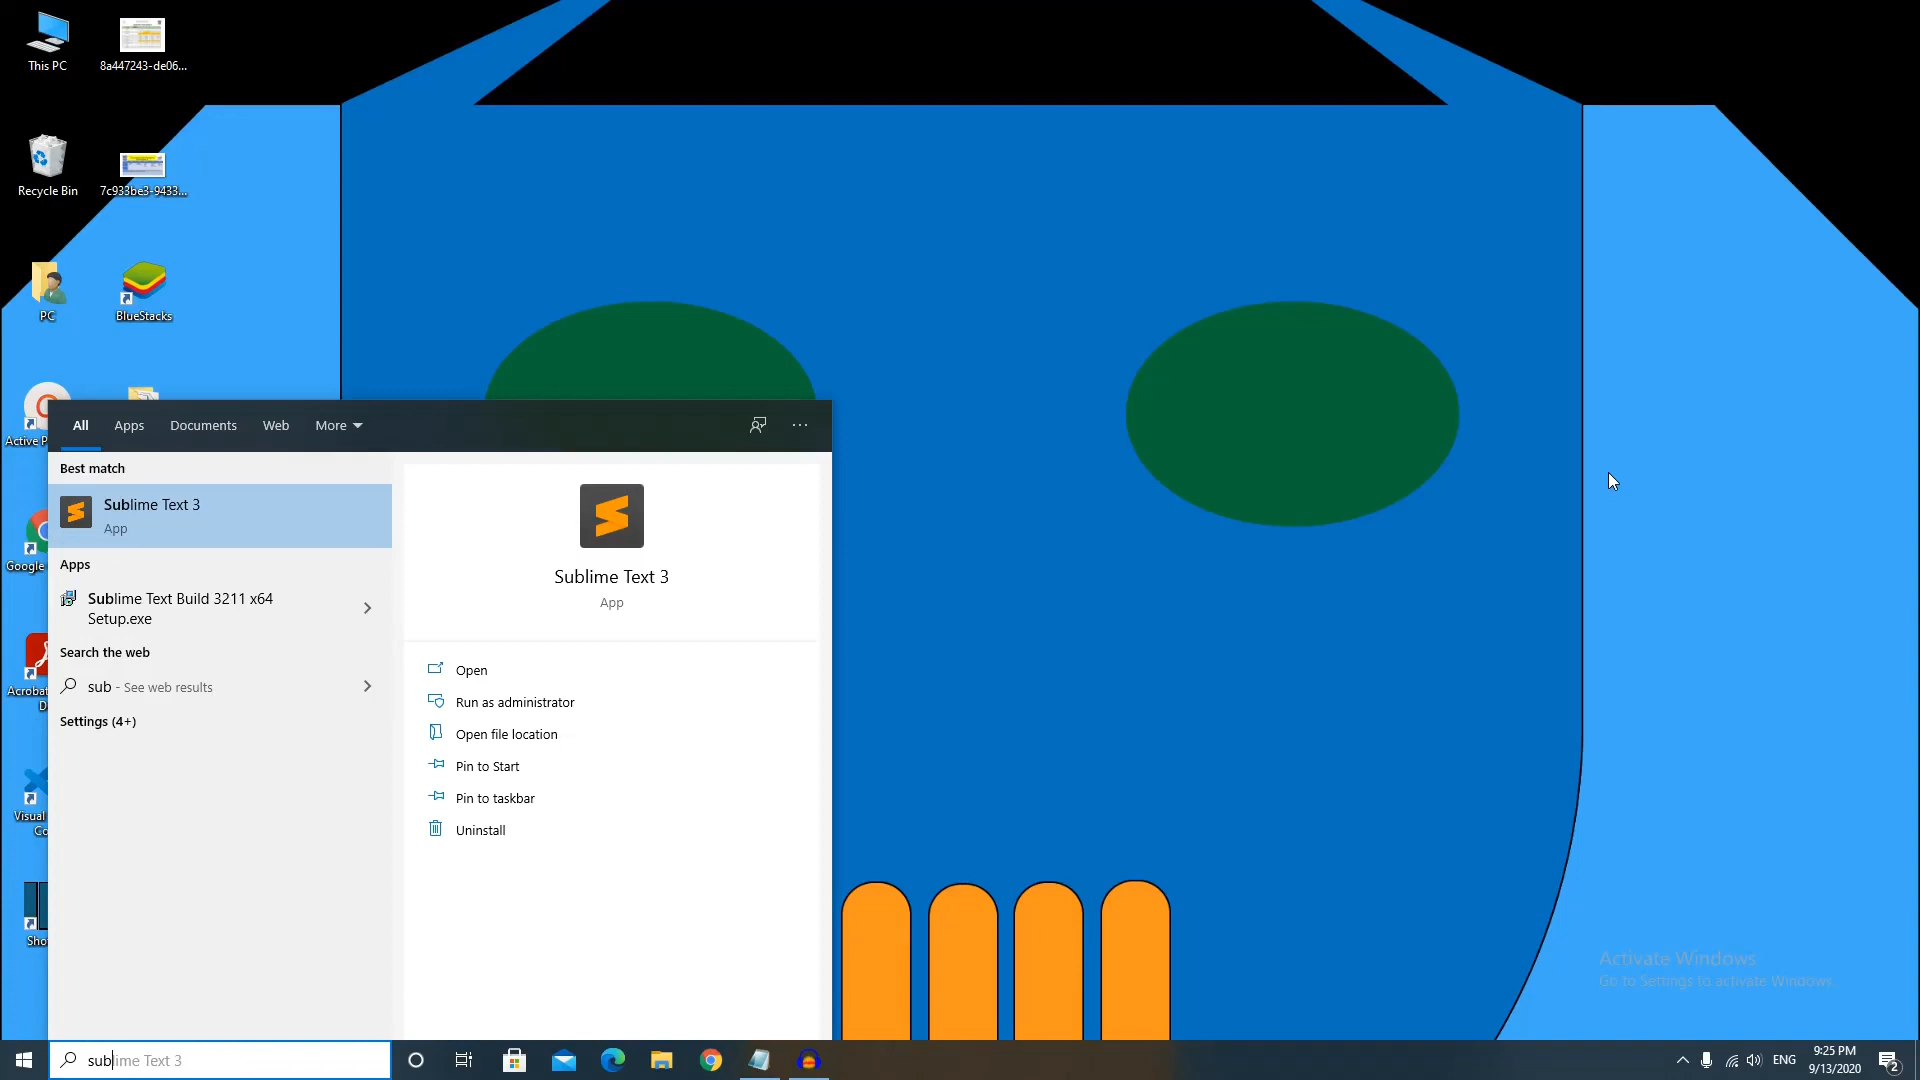 This PC
8a447243-de06...
Recycle Bin
7c933be3-9433...
PC
BlueStacks
Active P
Google
Acrobat
D
Visual
Co
Sho
All
Apps
Documents
Web
More
Best match
Sublime Text 3
App
Apps
Sublime Text Build 3211 x64
Setup.exe
Search the web
sub - See web results
Settings (4+)
Sublime Text 3
App
Open
Run as administrator
Open file location
Pin to Start
Pin to taskbar
Uninstall
Activate Windows
Go to Settings to activate Windows.
sublime Text 3
ENG
9:25 PM
9/13/2020
2